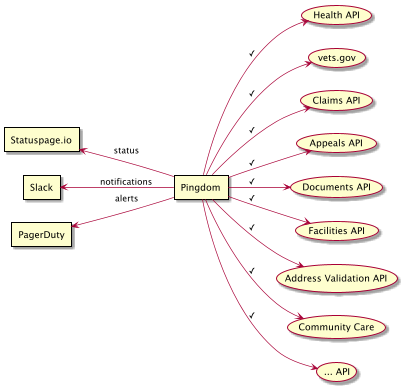 Health API
✓
vets.gov
✓
Claims API
✓
Statuspage.io
status
Appeals API
✓
Slack
notifications
Pingdom
✓
Documents API
PagerDuty
alerts
✓
Facilities API
✓
Address Validation API
✓
Community Care
✓
... API